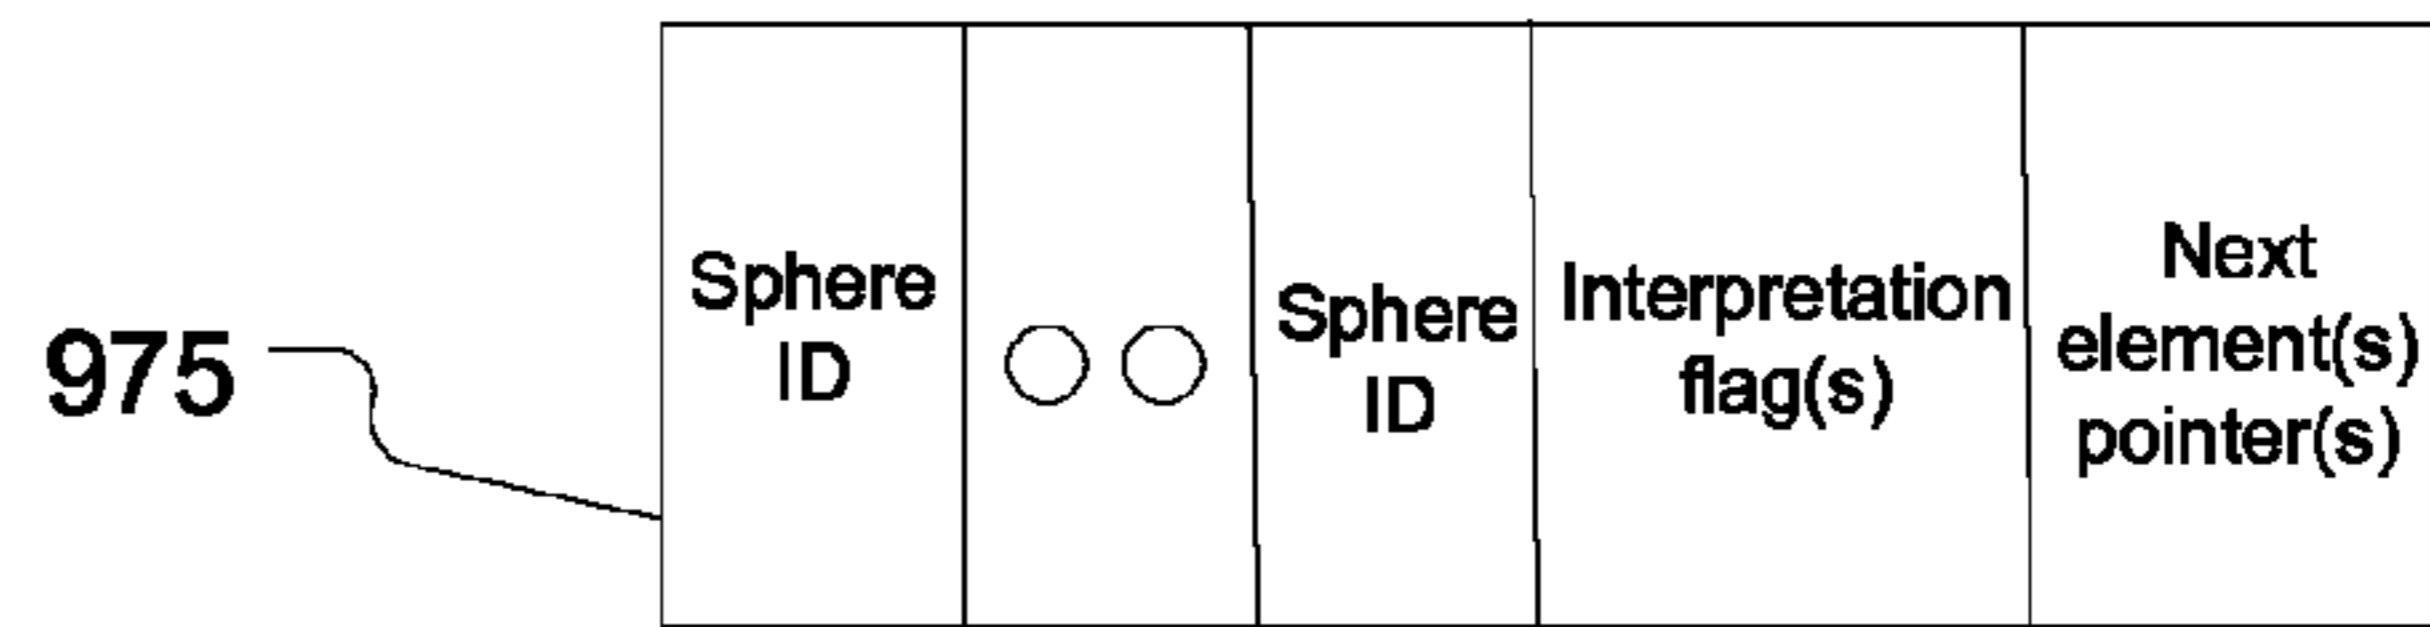 975
Sphere
ID
Sphere
ID
Interpretation
flag(s)
Next
element(s)
pointer(s)